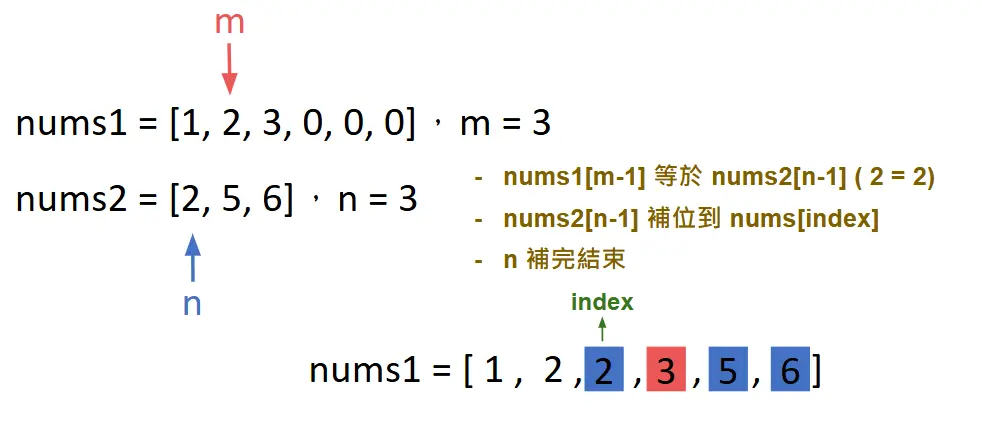 m
nums1 = [1, 2, 3, 0, 0, 0]，m = 3
nums2 = [2, 5, 6]，n = 3
n
- nums1[m-1] 等於 nums2[n-1] ( 2 = 2)
- nums2[n-1] 補位到 nums[index]
- n 補完結束
index
nums1 = [ 1 , 2 , 2 , 3 , 5 , 6 ]